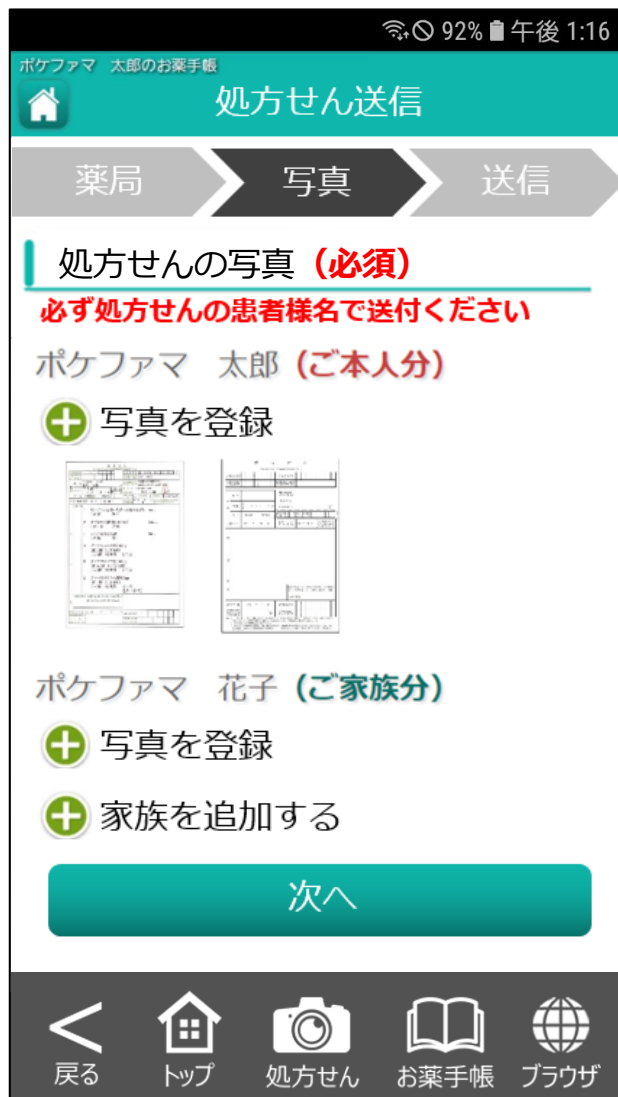 92% 午後 1:16
ポケファマ 太郎のお薬手帳
処方せん送信
薬局 写真 送信
処方せんの写真（必須）
必ず処方せんの患者様名で送付ください
ポケファマ 太郎（ご本人分）
写真を登録
ポケファマ 花子（ご家族分）
写真を登録
家族を追加する
次へ
戻る トップ 処方せん お薬手帳 ブラウザ